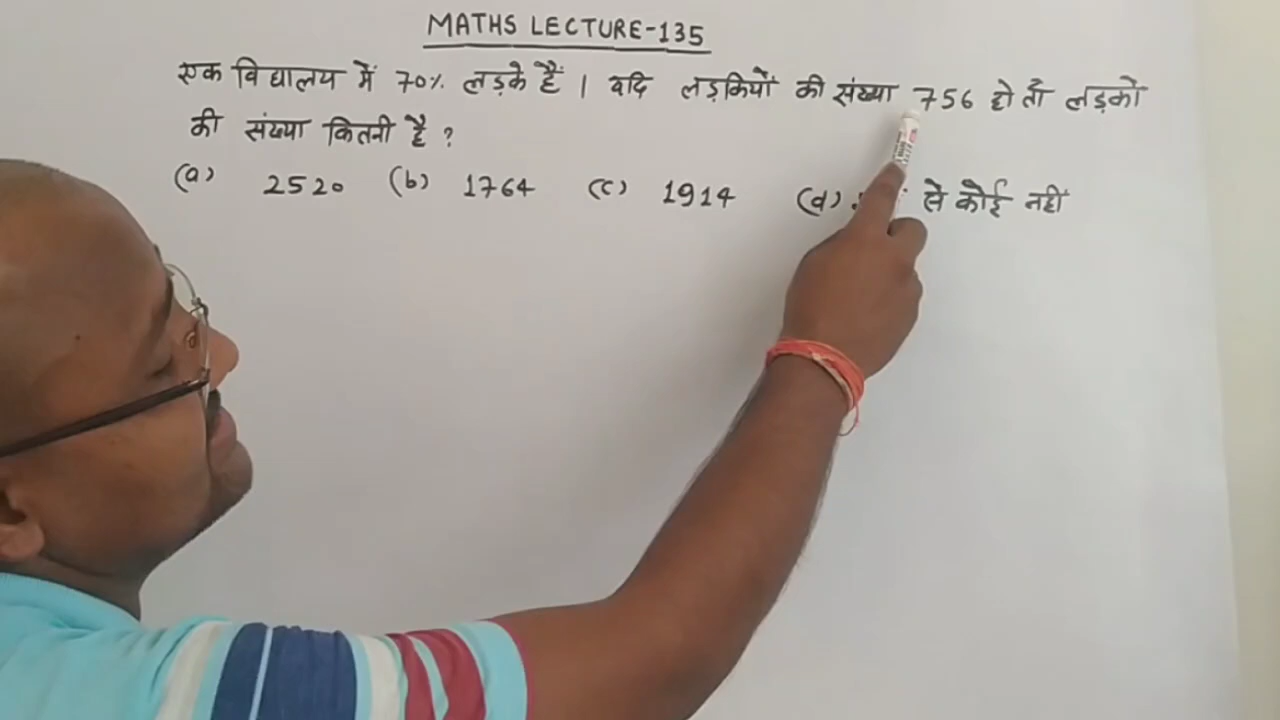 MATHS LECTURE-135
एक विद्यालय में 70% लड़के हैं । यदि लड़कियों की संख्या 756 हो तो लड़कों
की संख्या कितनी है ?
(a) 2520 (b) 1764 (c) 1914 (d) से कोई नहीं